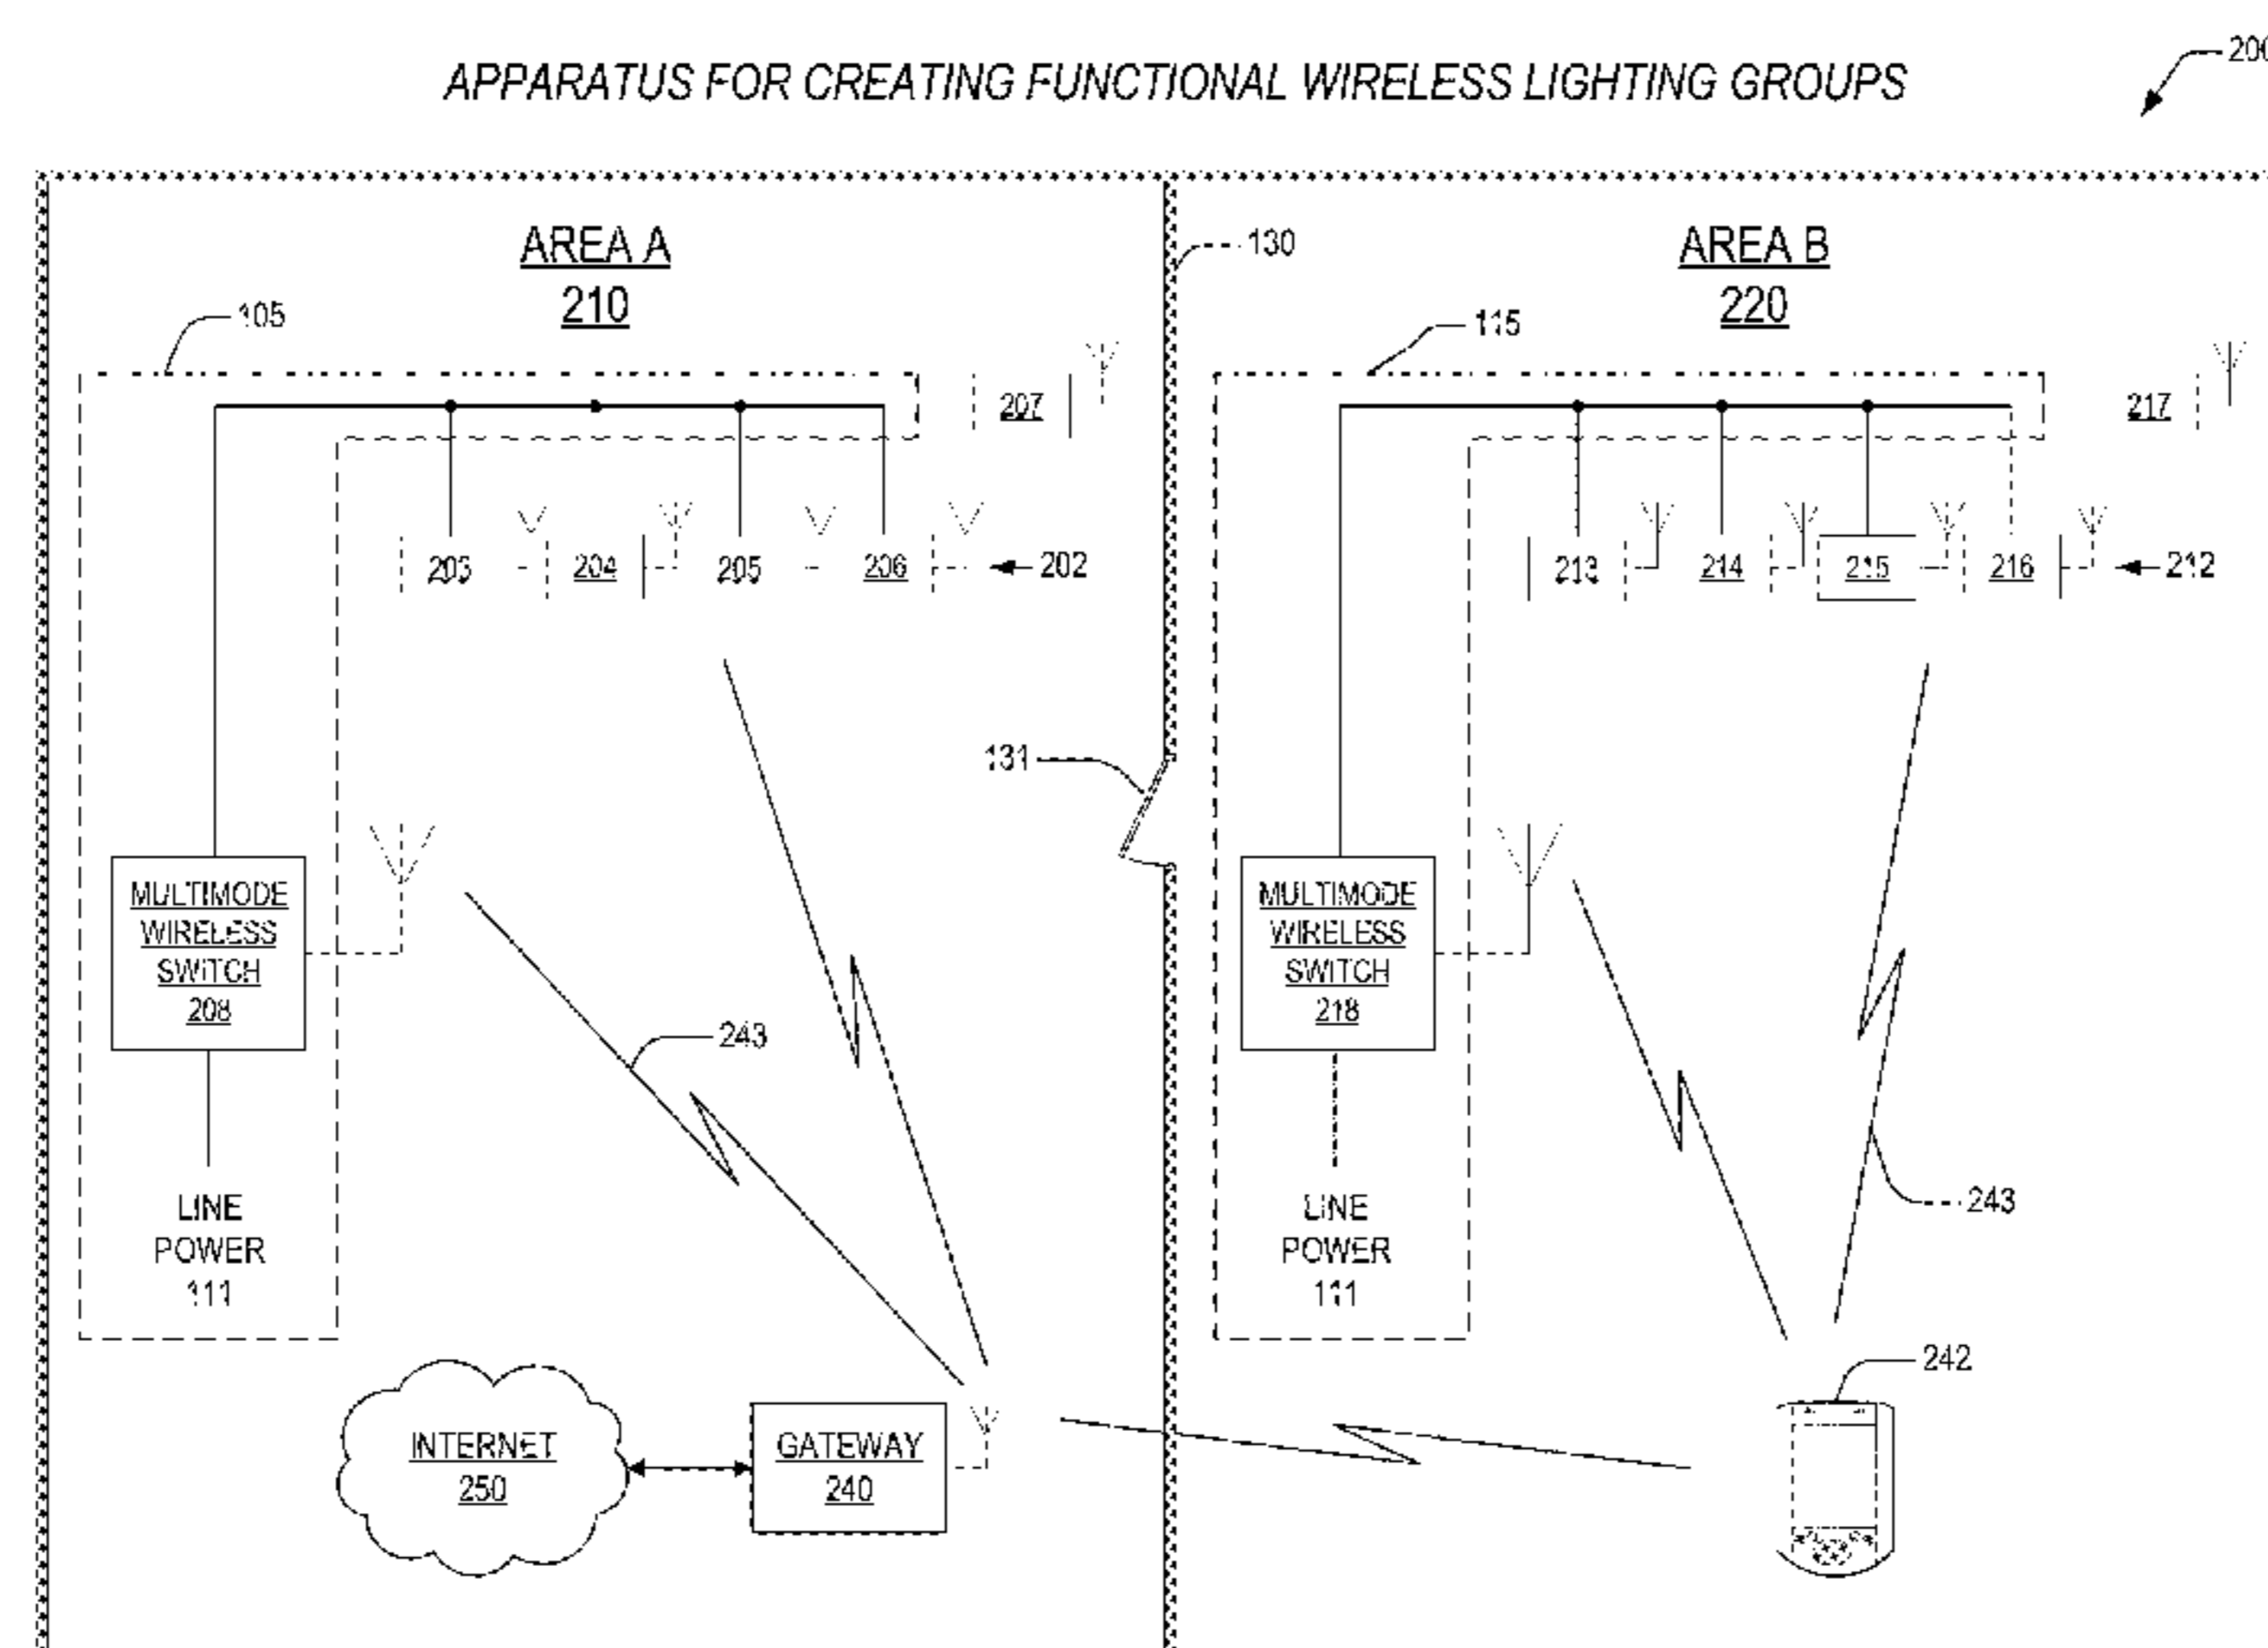 APPARATUS FOR CREATING FUNCTIONAL WIRELESS LIGHTING GROUPS
200
AREA A
210
130
AREA B
220
105
115
207
217
203
204
205
206
202
213
214
215
216
212
131
MULTIMODE
WIRELESS
SWITCH
208
MULTIMODE
WIRELESS
SWITCH
218
243
243
LINE
POWER
111
LINE
POWER
111
242
INTERNET
250
GATEWAY
240